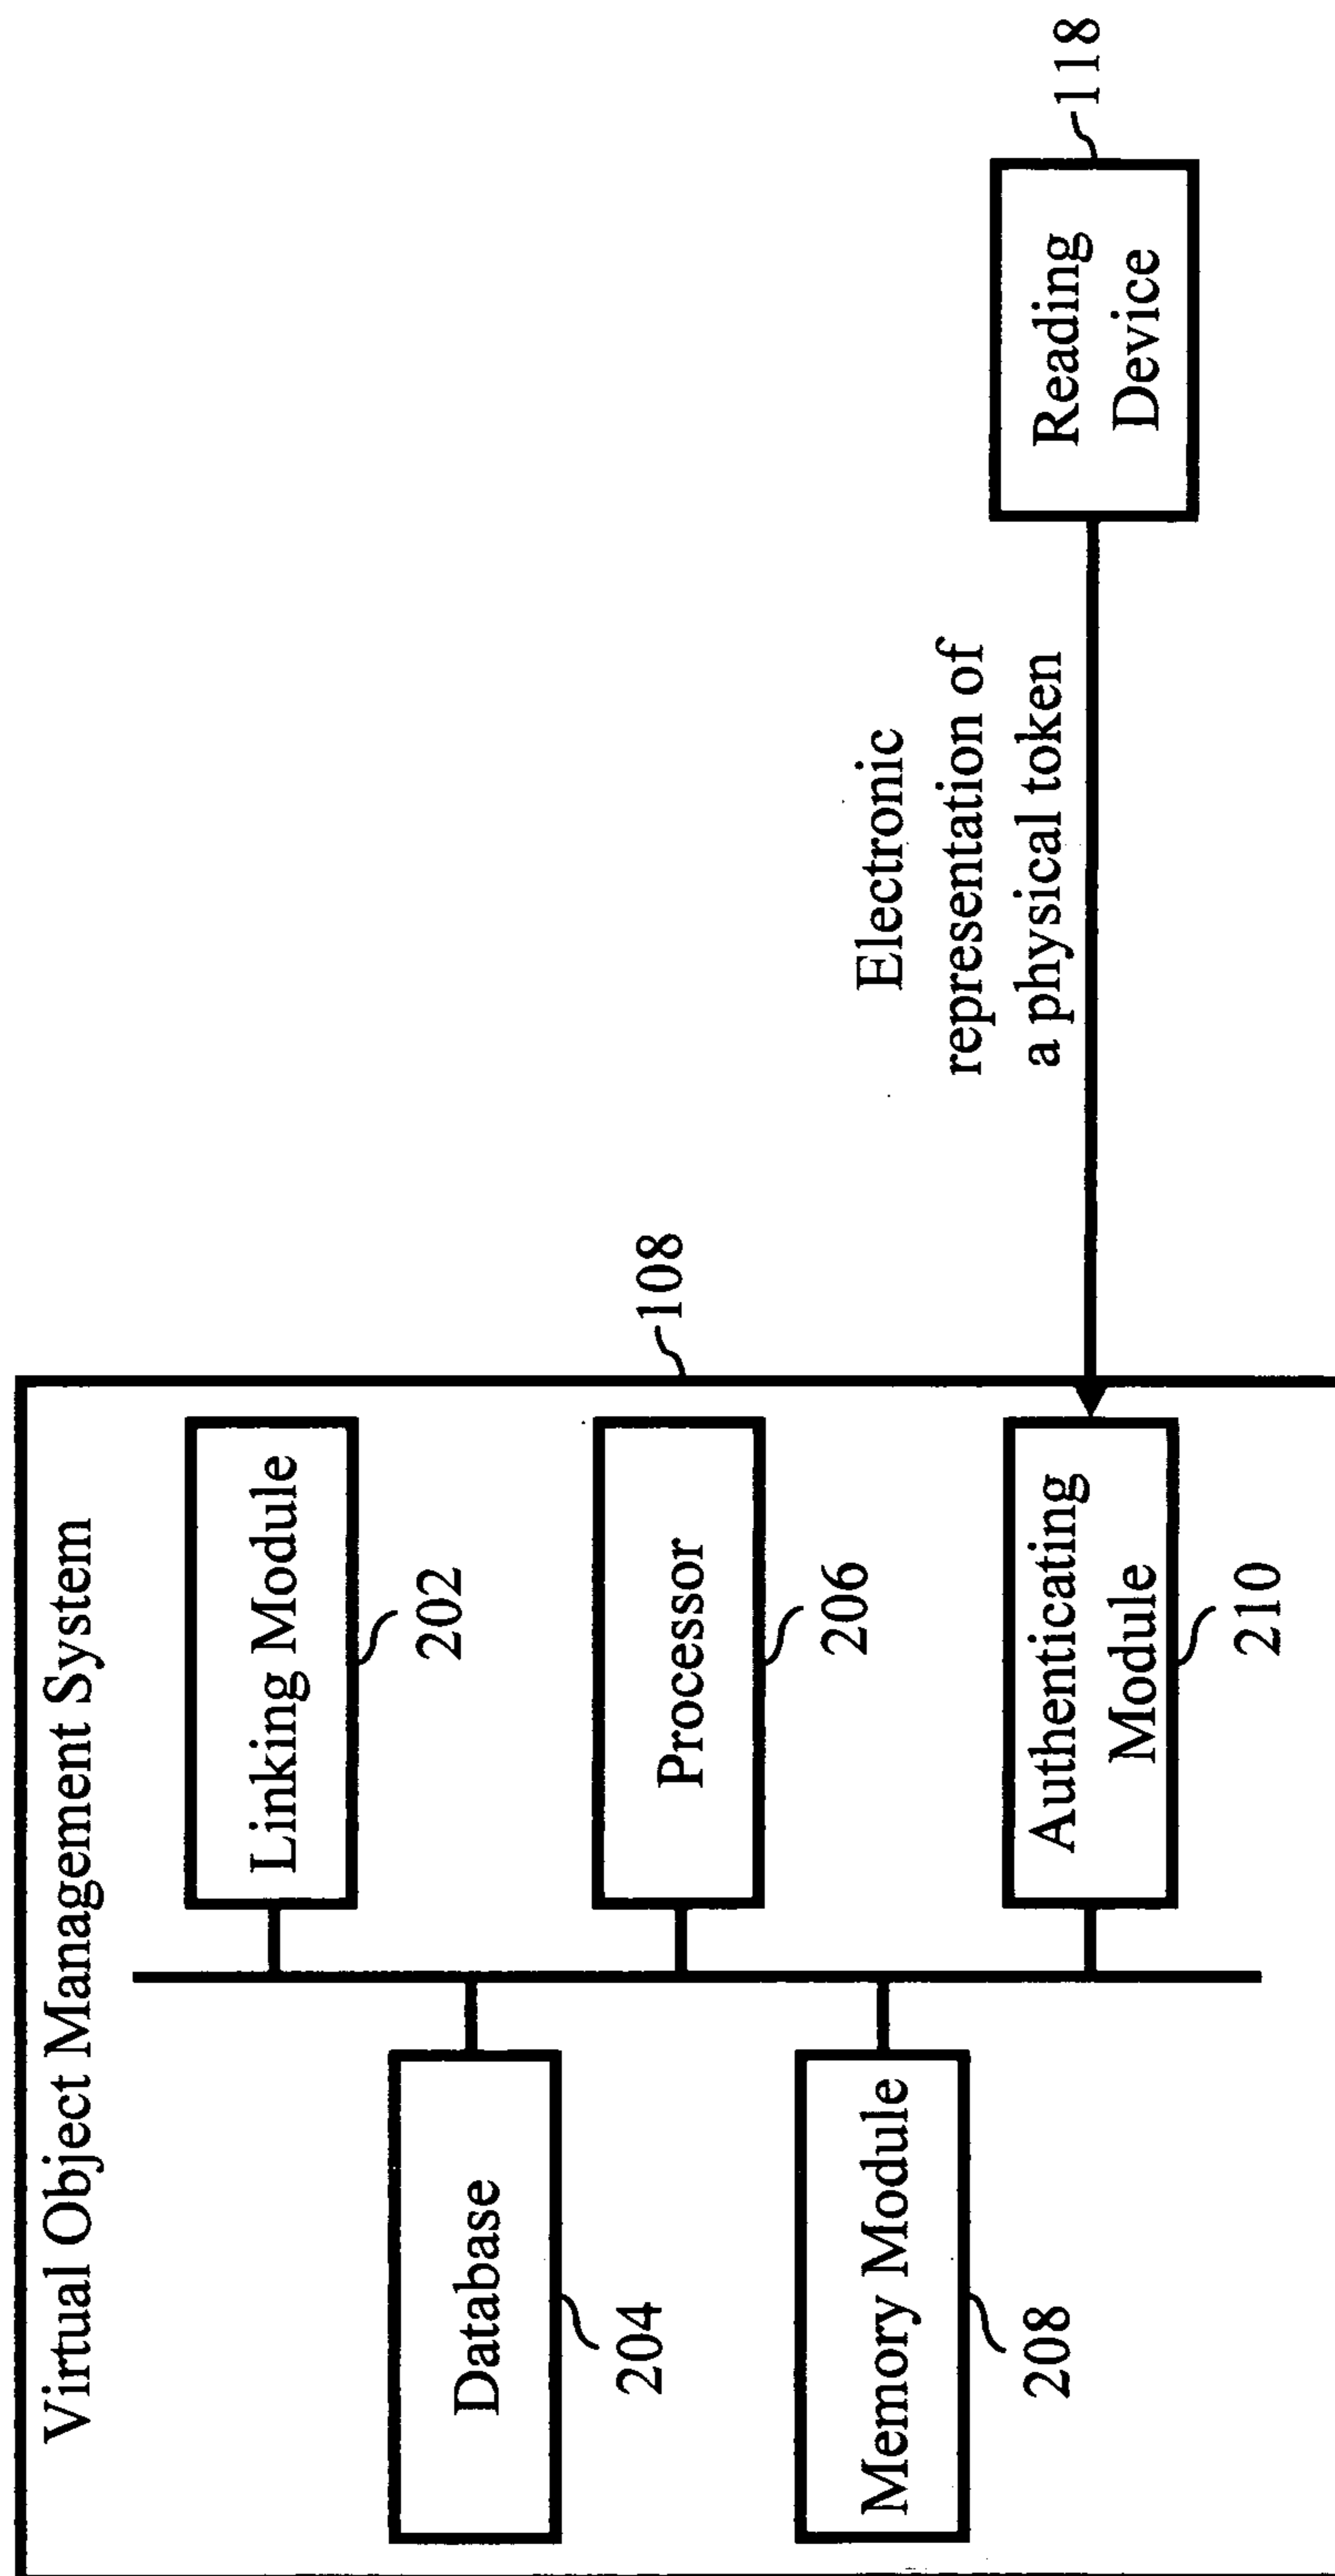 Virtual Object Management System
108
Linking Module
202
Database
204
Processor
206
Memory Module
208
Authenticating
Module
210
Electronic
representation of
a physical token
Reading
Device
118